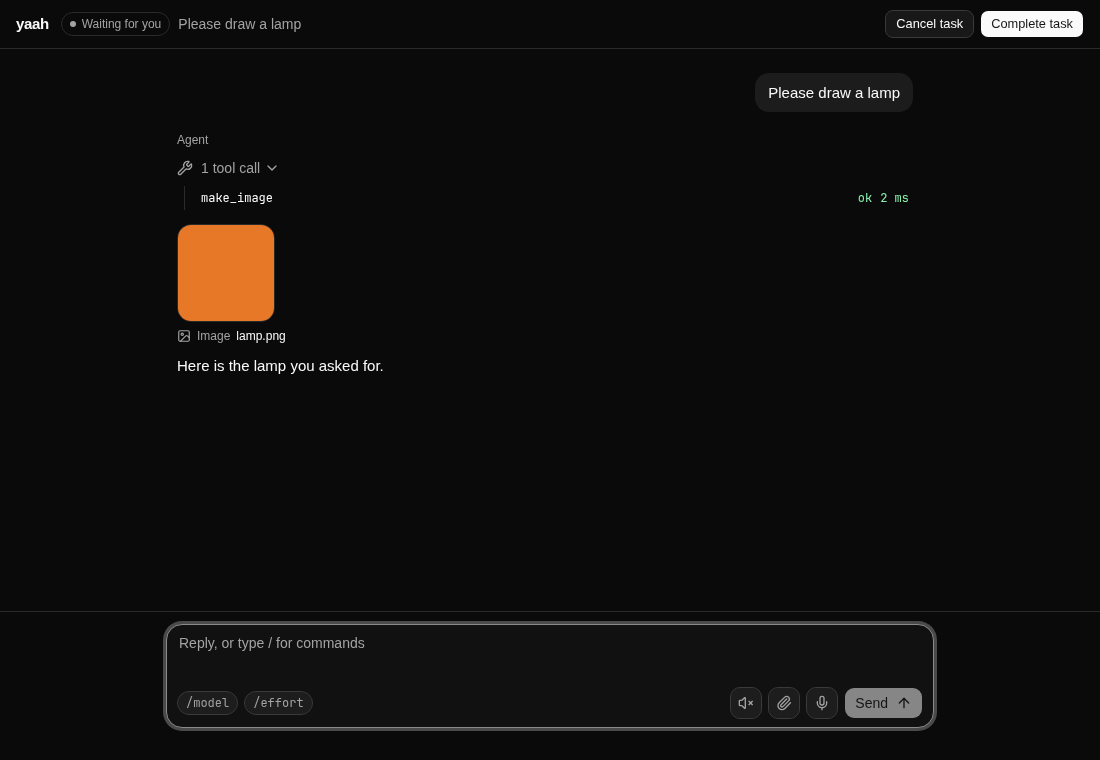 yaah Waiting for you Please draw a lamp Cancel task Complete task
Please draw a lamp
Agent
1 tool call
make_image ok 2 ms
Image lamp.png
Here is the lamp you asked for.
Reply, or type / for commands
/model /effort Send